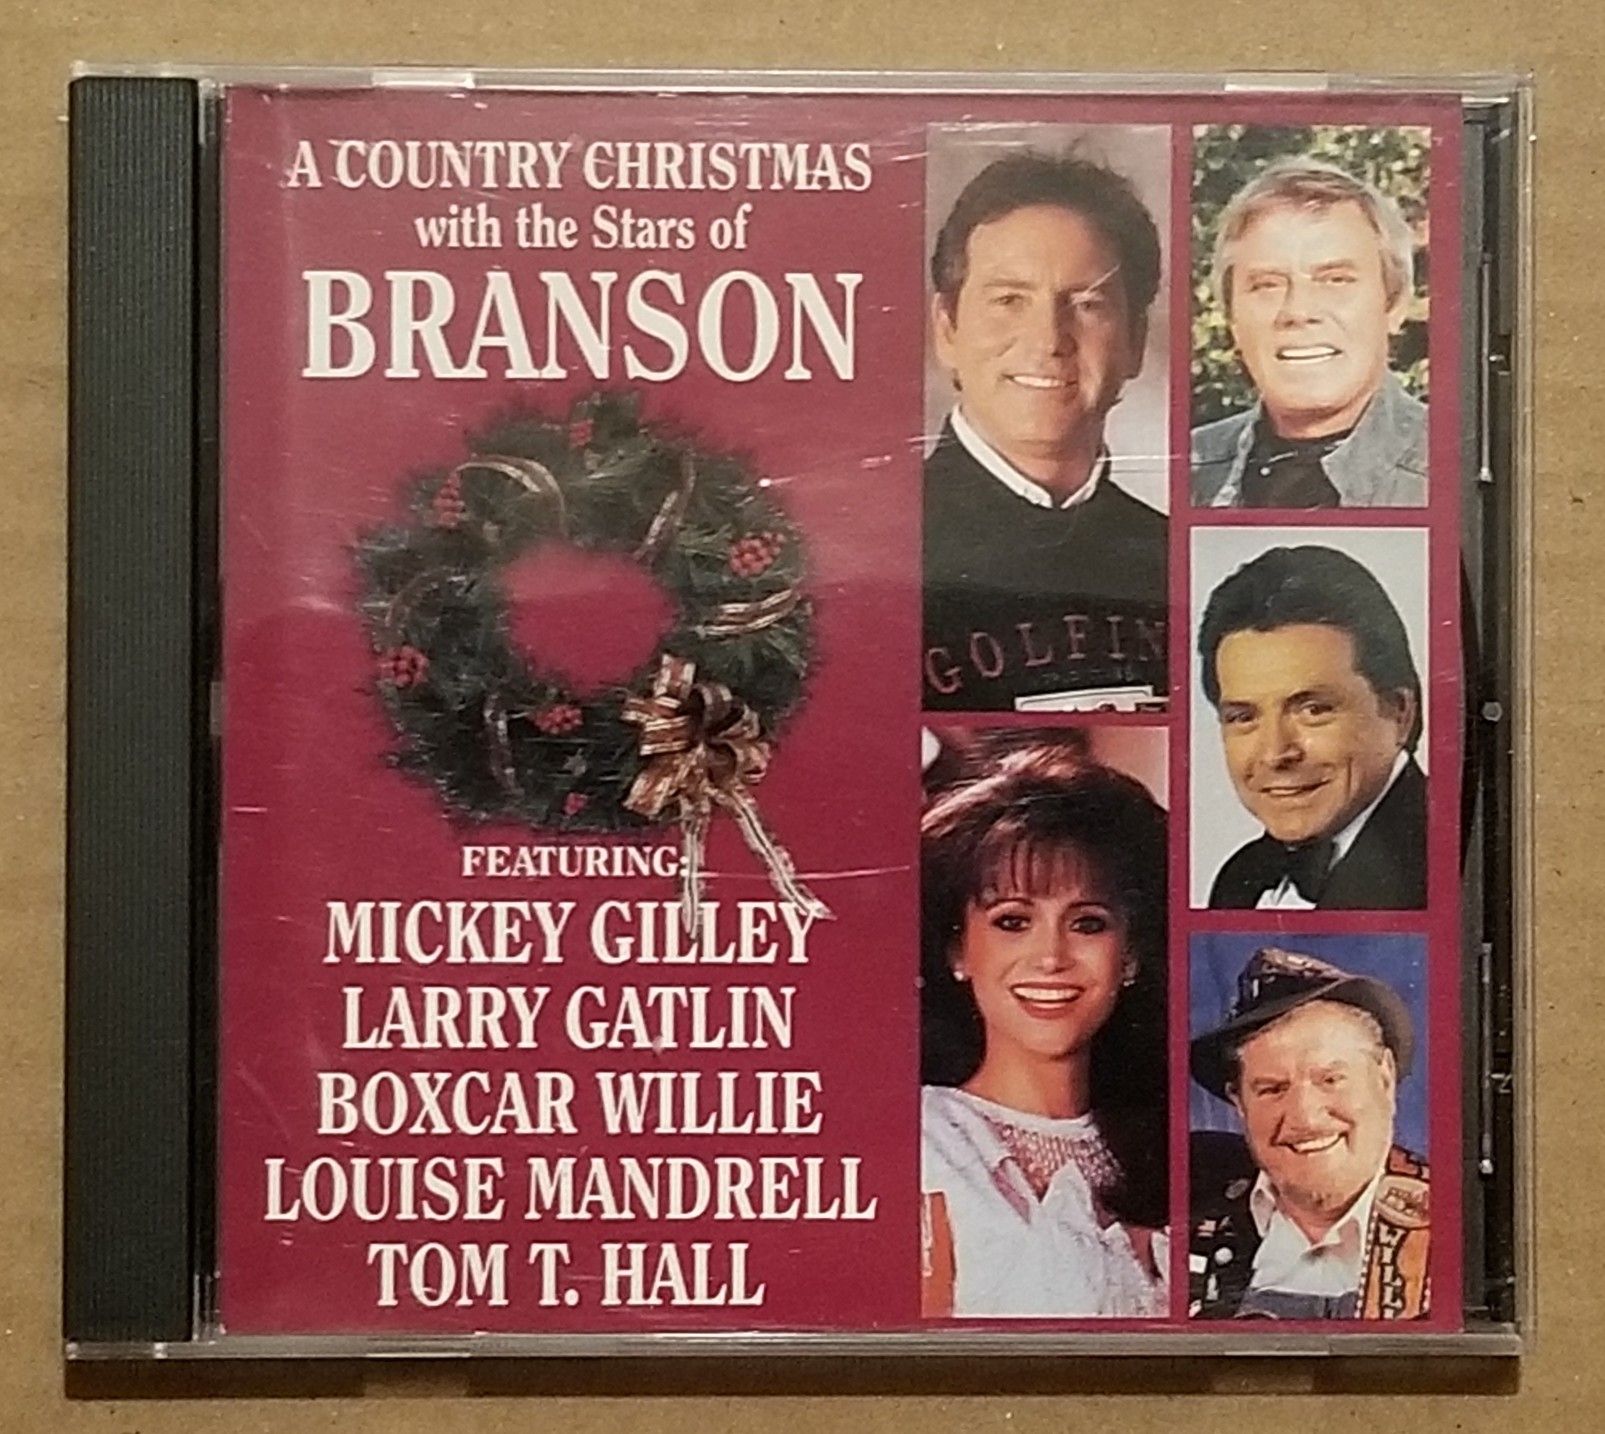 A COUNTRY CHRISTMAS
with the Stars of
BRANSON
FEATURING:
MICKEY GILLEY
LARRY GATLIN
BOXCAR WILLIE
LOUISE MANDRELL
TOM T. HALL
GOLFIN
WILL